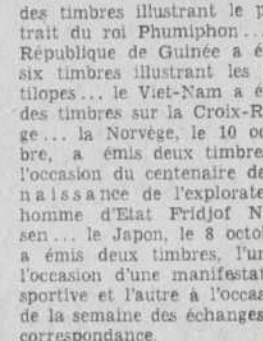 des timbres illustrant le p
trait du roi Phumiphon...
République de Guinée a é
six timbres illustrant les
tilopes... le Viet-Nam a é
des timbres sur la Croix-R
ge... la Norvège, le 10 oc
bre, a émis deux timbre
l'occasion du centenaire de
naissance de l'explorate
homme d'Etat Fridjof N
sen... le Japon, le 8 octo
a émis deux timbres, l'u
l'occasion d'une manifestat
sportive et l'autre à l'occas
de la semaine des échanges
correspondance.